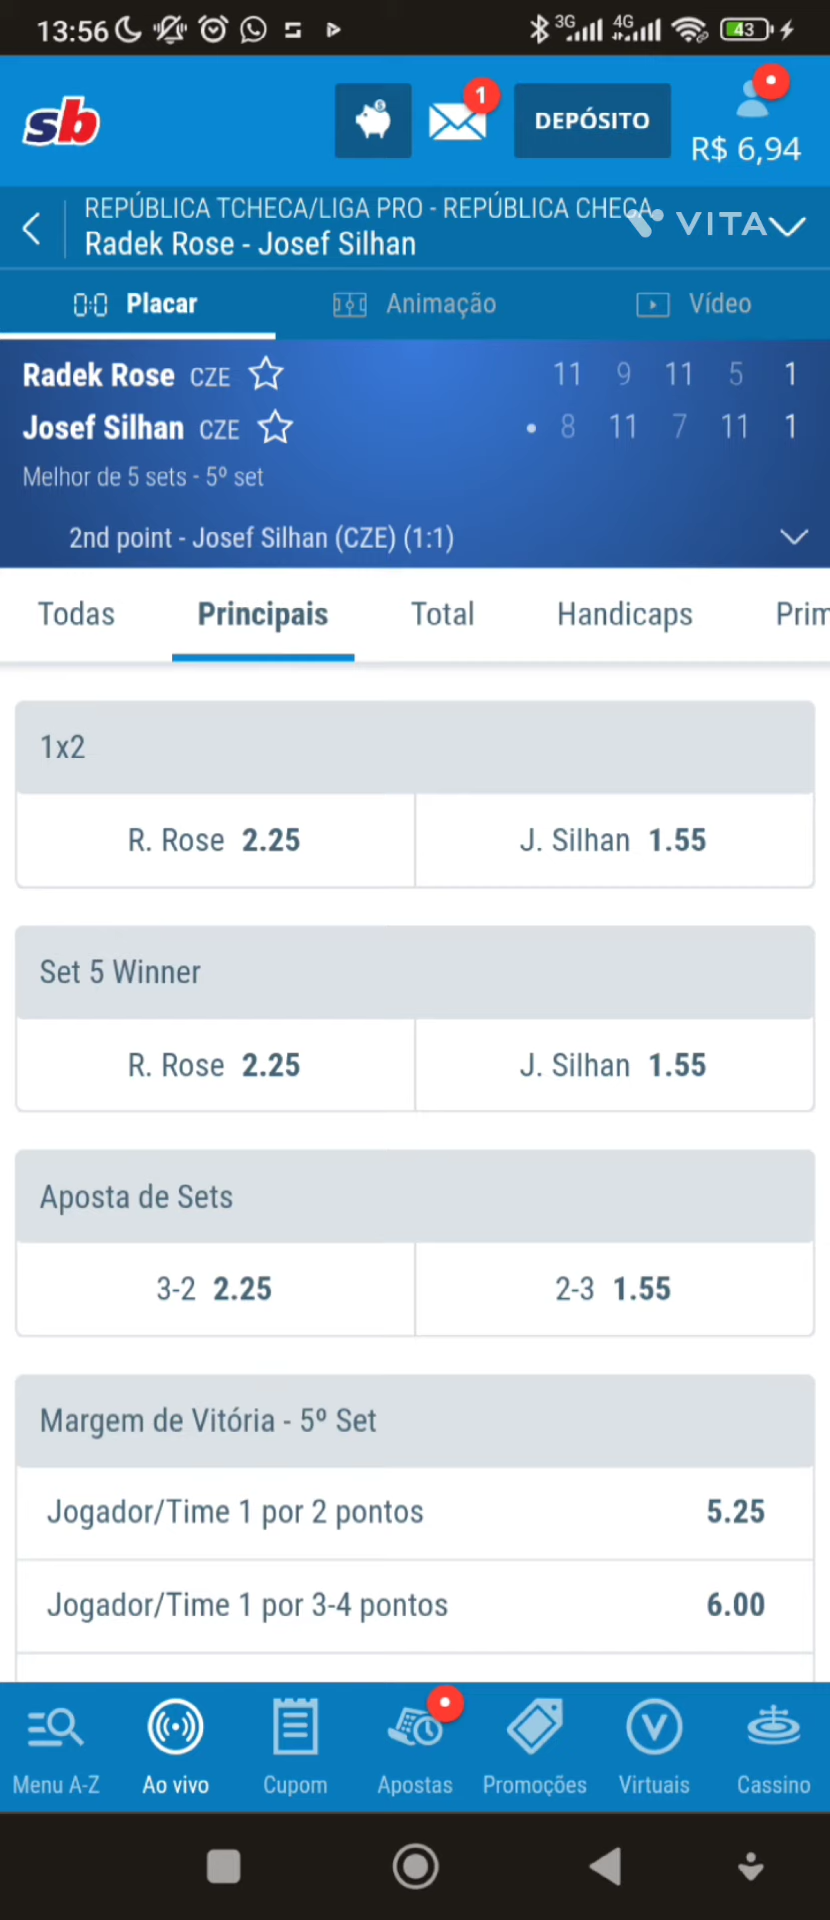 13:56
3G 4G 43
sb
1
DEPÓSITO
R$ 6,94
REPÚBLICA TCHECA/LIGA PRO - REPÚBLICA CHECA
Radek Rose - Josef Silhan
VITA
0:0 Placar
Animação
Vídeo
Radek Rose CZE 11 9 11 5 1
Josef Silhan CZE 8 11 7 11 1
Melhor de 5 sets - 5º set
2nd point - Josef Silhan (CZE) (1:1)
Todas Principais Total Handicaps Prim
1x2
R. Rose 2.25 J. Silhan 1.55
Set 5 Winner
R. Rose 2.25 J. Silhan 1.55
Aposta de Sets
3-2 2.25 2-3 1.55
Margem de Vitória - 5º Set
Jogador/Time 1 por 2 pontos 5.25
Jogador/Time 1 por 3-4 pontos 6.00
Menu A-Z Ao vivo Cupom Apostas Promoções Virtuais Cassino